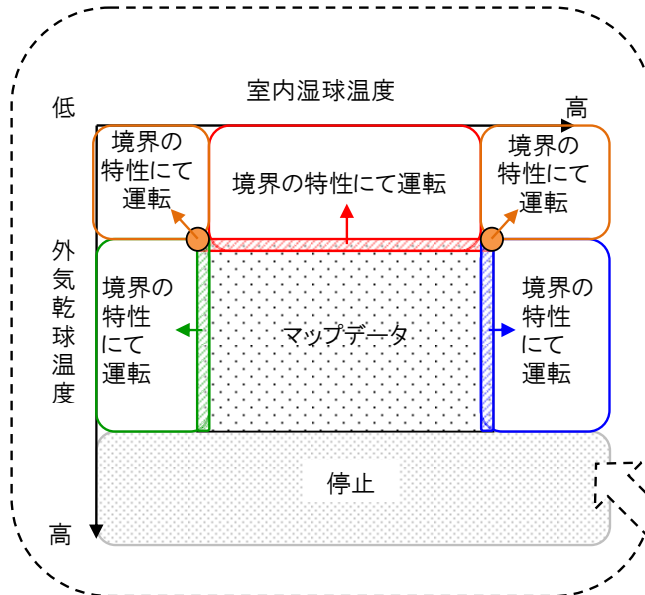 室内湿球温度
低
高
境界の
特性にて
運転
境界の特性にて運転
境界の
特性にて
運転
外気乾球温度
境界の
特性
にて
運転
マップデータ
境界の
特性
にて
運転
停止
高